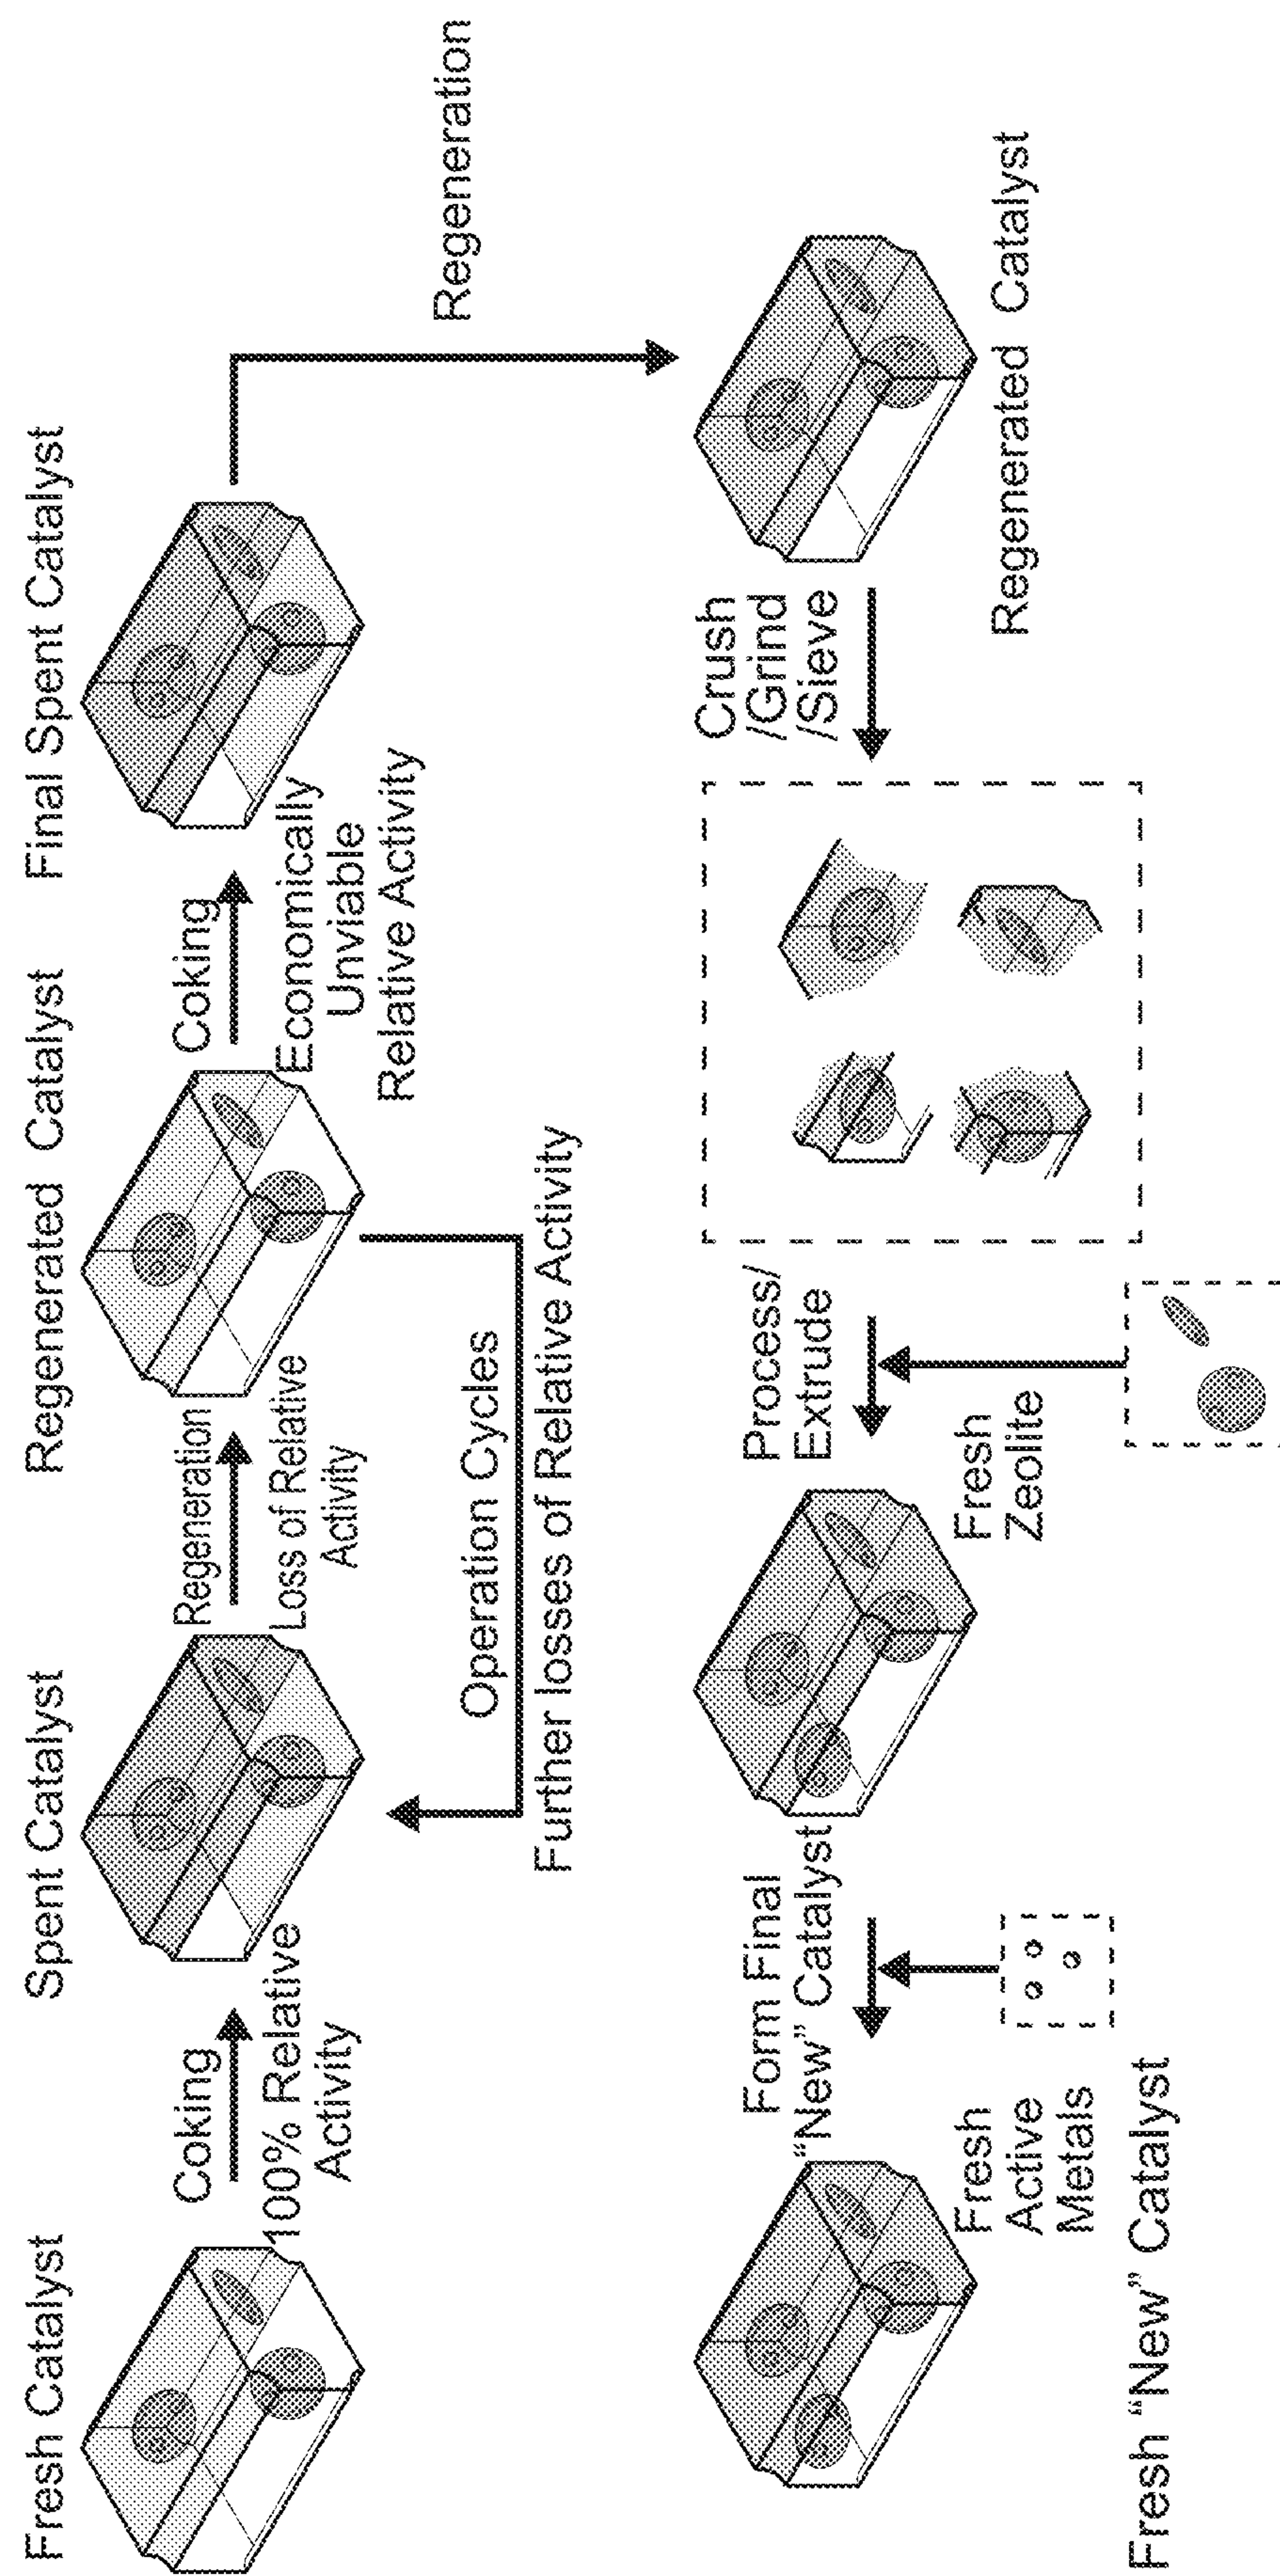 Fresh Catalyst
Coking
100% Relative
Activity
Spent Catalyst
Regeneration
Loss of Relative
Activity
Regenerated Catalyst
Coking
Economically
Unviable
Relative Activity
Final Spent Catalyst
Operation Cycles
Further losses of Relative Activity
Regeneration
Regenerated Catalyst
Crush
/Grind
/Sieve
Process/
Extrude
Fresh
Zeolite
Form Final
“New” Catalyst
Fresh
Active
Metals
Fresh “New” Catalyst